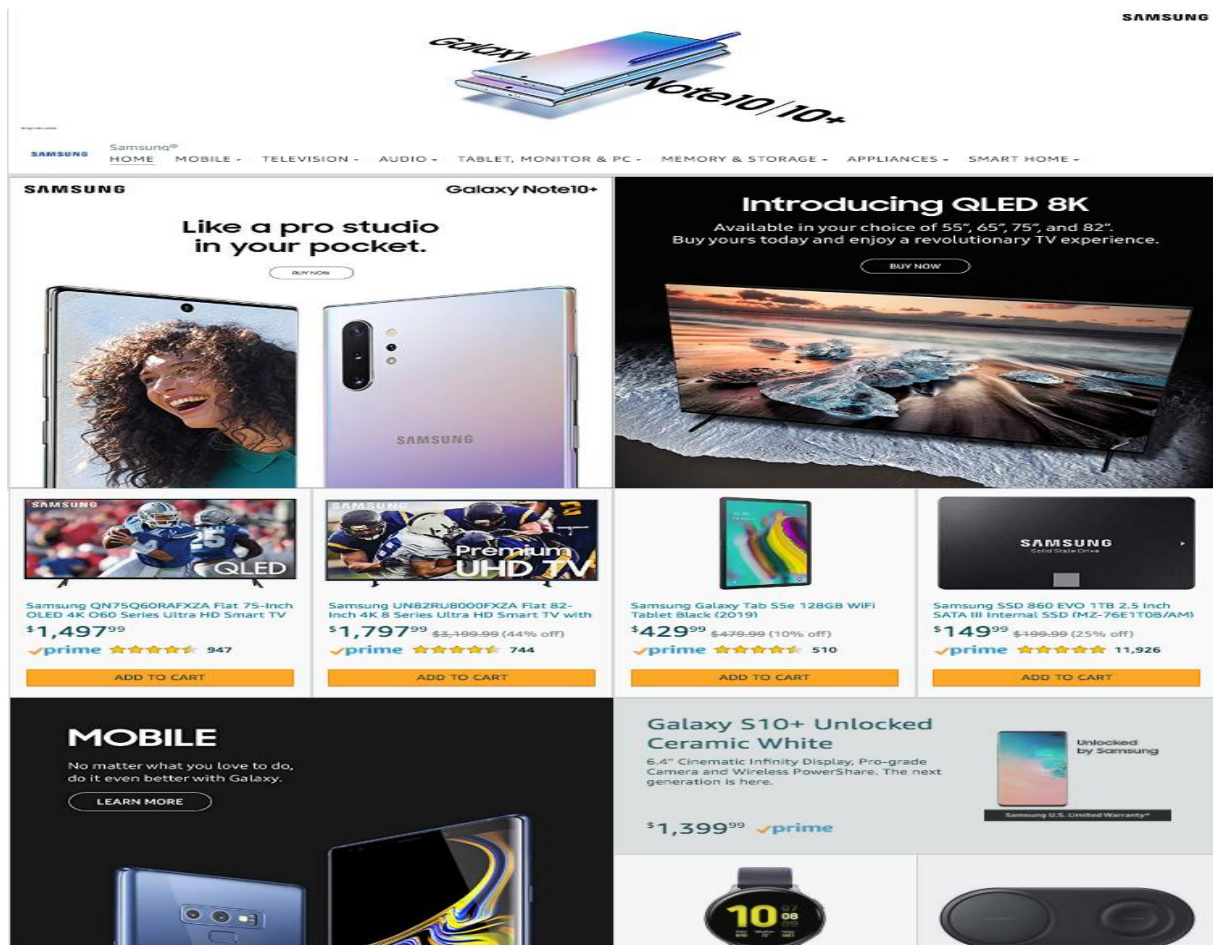 SAMSUNG
Galaxy
Note10/10+
SAMSUNG
Samsung®
HOME MOBILE TELEVISION AUDIO TABLET, MONITOR & PC MEMORY & STORAGE APPLIANCES SMART HOME
SAMSUNG
Galaxy Note10+
Like a pro studio
in your pocket.
BUY NOW
SAMSUNG
Introducing QLED 8K
Available in your choice of 55", 65", 75", and 82".
Buy yours today and enjoy a revolutionary TV experience.
BUY NOW
SAMSUNG
QLED
Samsung QN75Q60RAFXZA Flat 75-Inch
QLED 4K Q60 Series Ultra HD Smart TV
$1,497.99
prime 947
ADD TO CART
SAMSUNG
Premium
UHD TV
Samsung UN82RU8000FXZA Flat 82-
Inch 4K 8 Series Ultra HD Smart TV with
$1,797.99 $3,199.99 (44% off)
prime 744
ADD TO CART
Samsung Galaxy Tab S5e 128GB WiFi
Tablet Black (2019)
$429.99 $479.99 (10% off)
prime 510
ADD TO CART
SAMSUNG
Solid State Drive
Samsung SSD 860 EVO 1TB 2.5 Inch
SATA III Internal SSD (MZ-76E1T0B/AM)
$149.99 $199.99 (25% off)
prime 11,926
ADD TO CART
MOBILE
No matter what you love to do,
do it even better with Galaxy.
LEARN MORE
Galaxy S10+ Unlocked
Ceramic White
6.4" Cinematic Infinity Display, Pro-grade
Camera and Wireless PowerShare. The next
generation is here.
$1,399.99 prime
Unlocked
by Samsung
Samsung U.S. Limited Warranty*
10 08